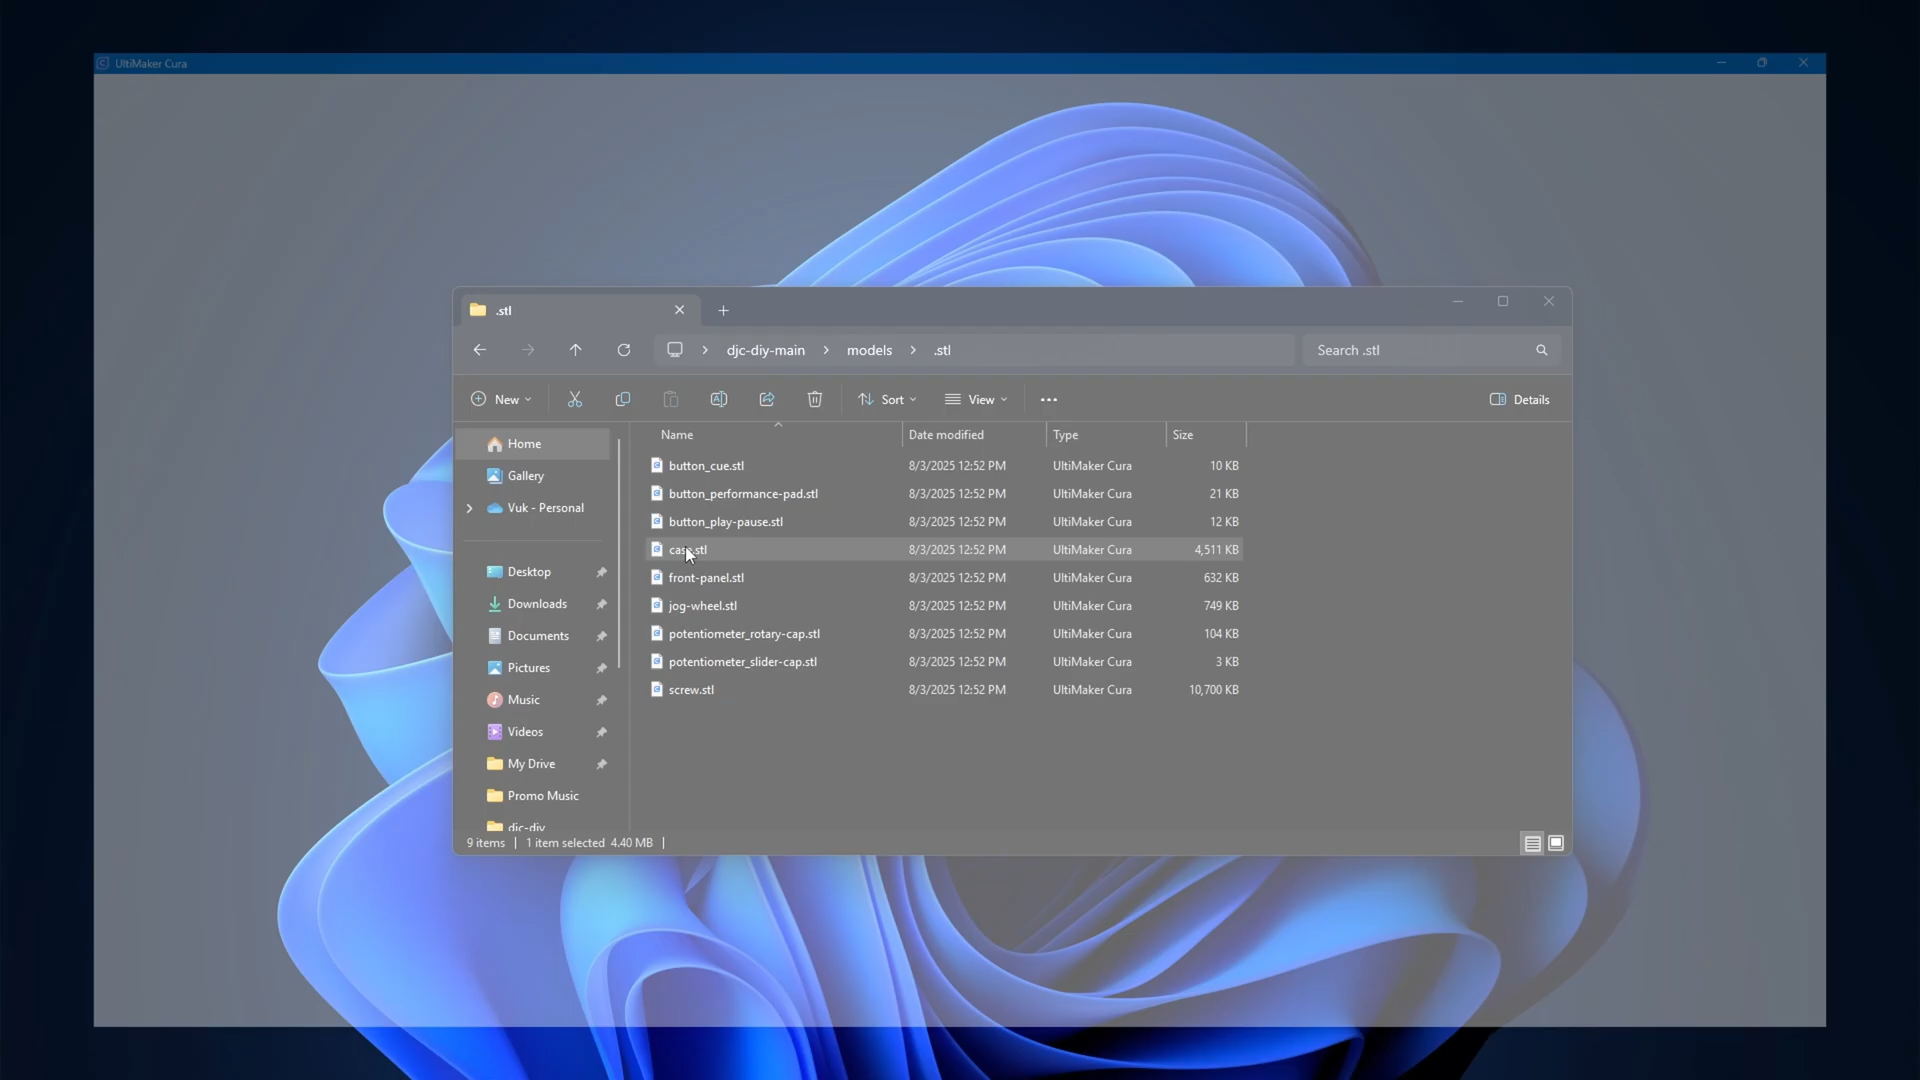 UltiMaker Cura
.stl
djc-diy-main > models > .stl
Search .stl
New
Sort
View
Details
Name
Date modified
Type
Size
Home
Gallery
Vuk - Personal
Desktop
Downloads
Documents
Pictures
Music
Videos
My Drive
Promo Music
djc-diy
button_cue.stl 8/3/2025 12:52 PM UltiMaker Cura 10 KB
button_performance-pad.stl 8/3/2025 12:52 PM UltiMaker Cura 21 KB
button_play-pause.stl 8/3/2025 12:52 PM UltiMaker Cura 12 KB
case.stl 8/3/2025 12:52 PM UltiMaker Cura 4,511 KB
front-panel.stl 8/3/2025 12:52 PM UltiMaker Cura 632 KB
jog-wheel.stl 8/3/2025 12:52 PM UltiMaker Cura 749 KB
potentiometer_rotary-cap.stl 8/3/2025 12:52 PM UltiMaker Cura 104 KB
potentiometer_slider-cap.stl 8/3/2025 12:52 PM UltiMaker Cura 3 KB
screw.stl 8/3/2025 12:52 PM UltiMaker Cura 10,700 KB
9 items | 1 item selected 4.40 MB |